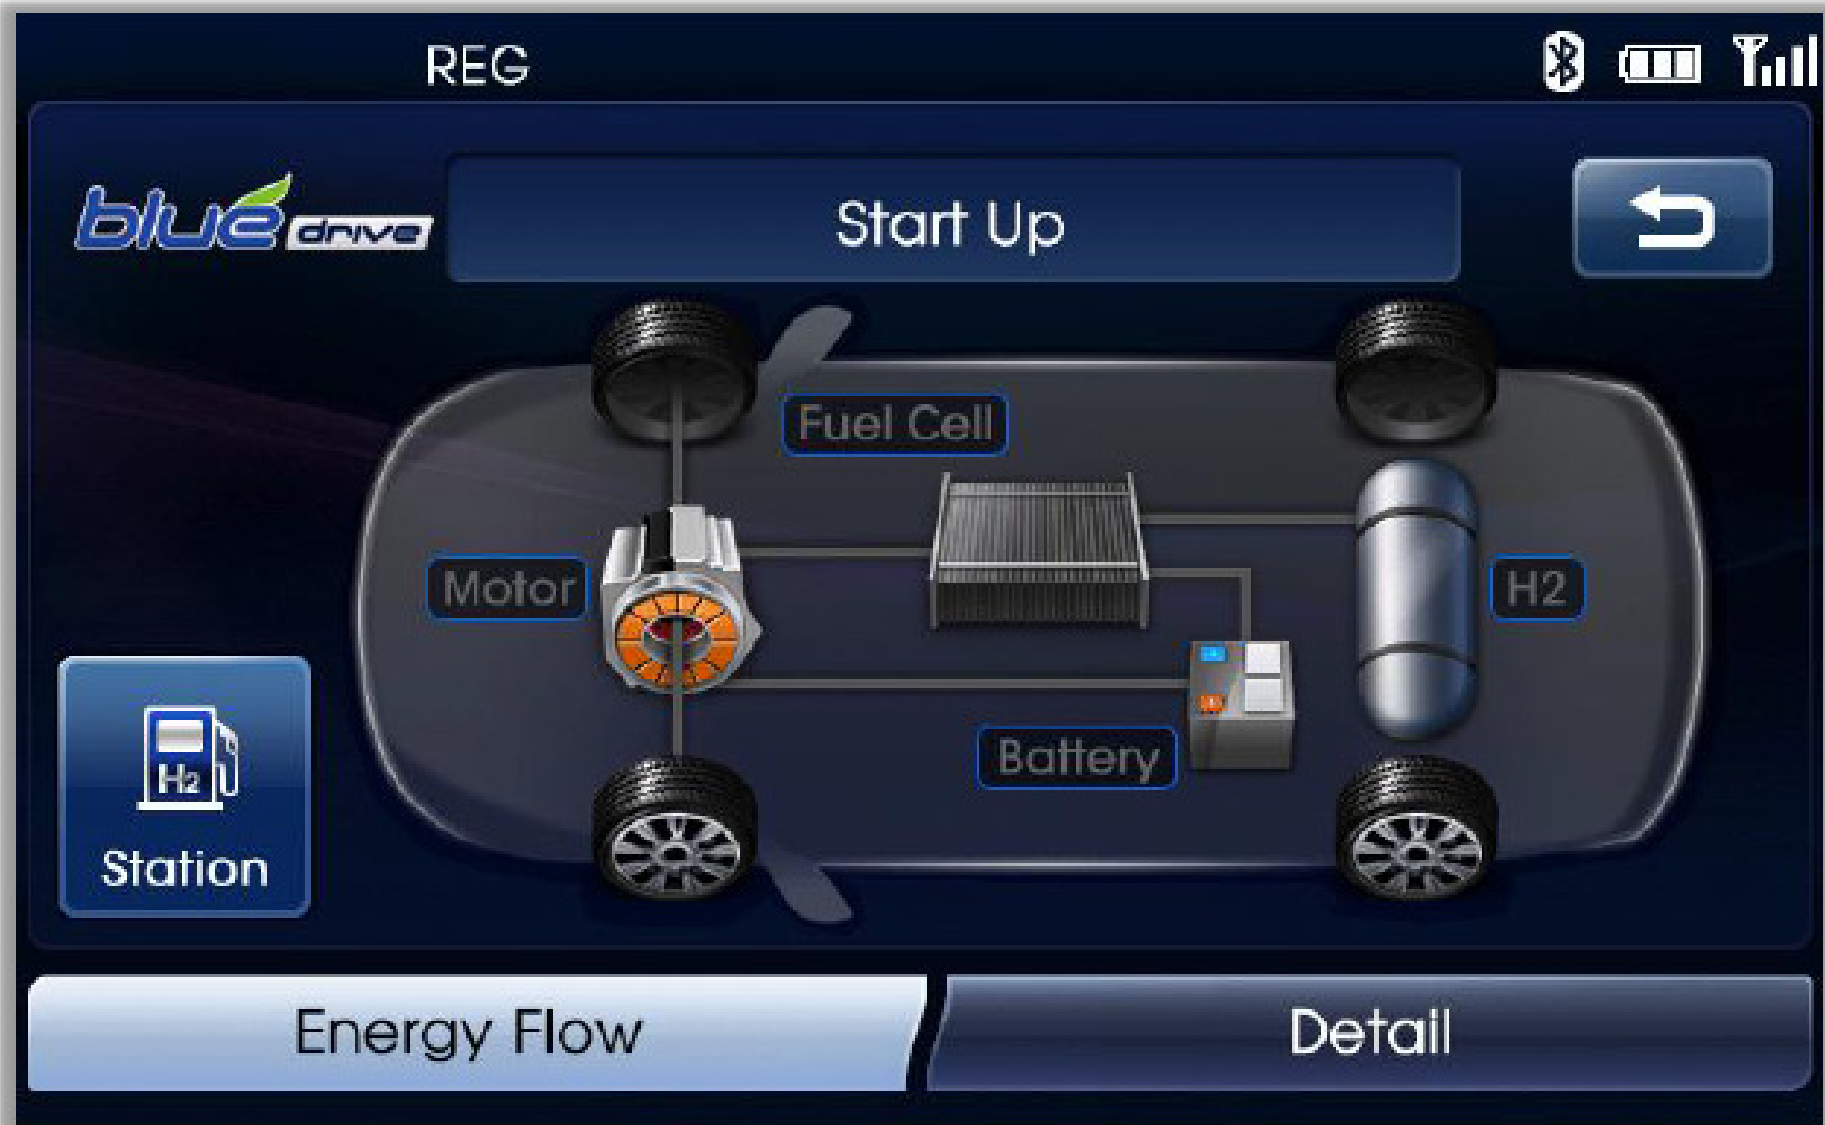 REG
blue drive
Start Up
Fuel Cell
Motor
H2
H2
Station
Battery
Energy Flow
Detail